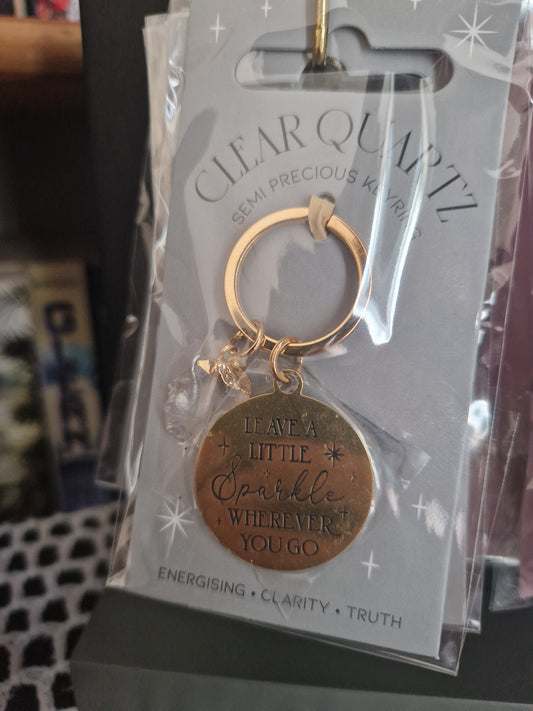 CLEAR QUARTZ
SEMI PRECIOUS KEYRING
LEAVE A
LITTLE
Sparkle
WHEREVER
YOU GO
ENERGISING • CLARITY • TRUTH